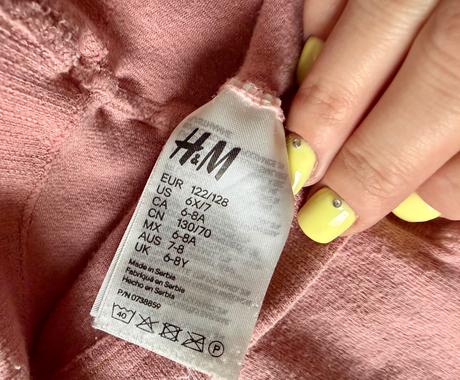 H&M
EUR 122/128
US 6X/7
CA 6-8A
CN 130/70
MX 6-8A
AUS 7-8
UK 6-8Y
Made in Serbia
Fabriqué en Serbie
Hecho en Serbia
P/N 0738859
40 P